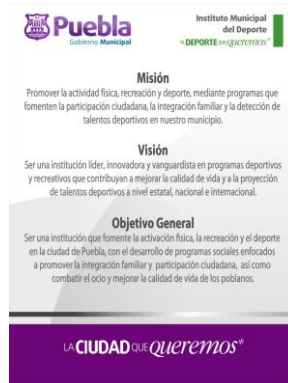 Puebla
Gobierno Municipal
Instituto Municipal
del Deporte
EL DEPORTE QUE QUEREMOS*
Misión
Promover la actividad física, recreación y deporte, mediante programas que
fomenten la participación ciudadana, la integración familiar y la detección de
talentos deportivos en nuestro municipio.
Visión
Ser una institución líder, innovadora y vanguardista en programas deportivos
y recreativos que contribuyan a mejorar la calidad de vida y a la proyección
de talentos deportivos a nivel estatal, nacional e internacional.
Objetivo General
Ser una institución que fomente la activación física, la recreación y el deporte
en la ciudad de Puebla, con el desarrollo de programas sociales enfocados
a promover la integración familiar y participación ciudadana, así como
combatir el ocio y mejorar la calidad de vida de los poblanos.
LA CIUDAD QUE Queremos*